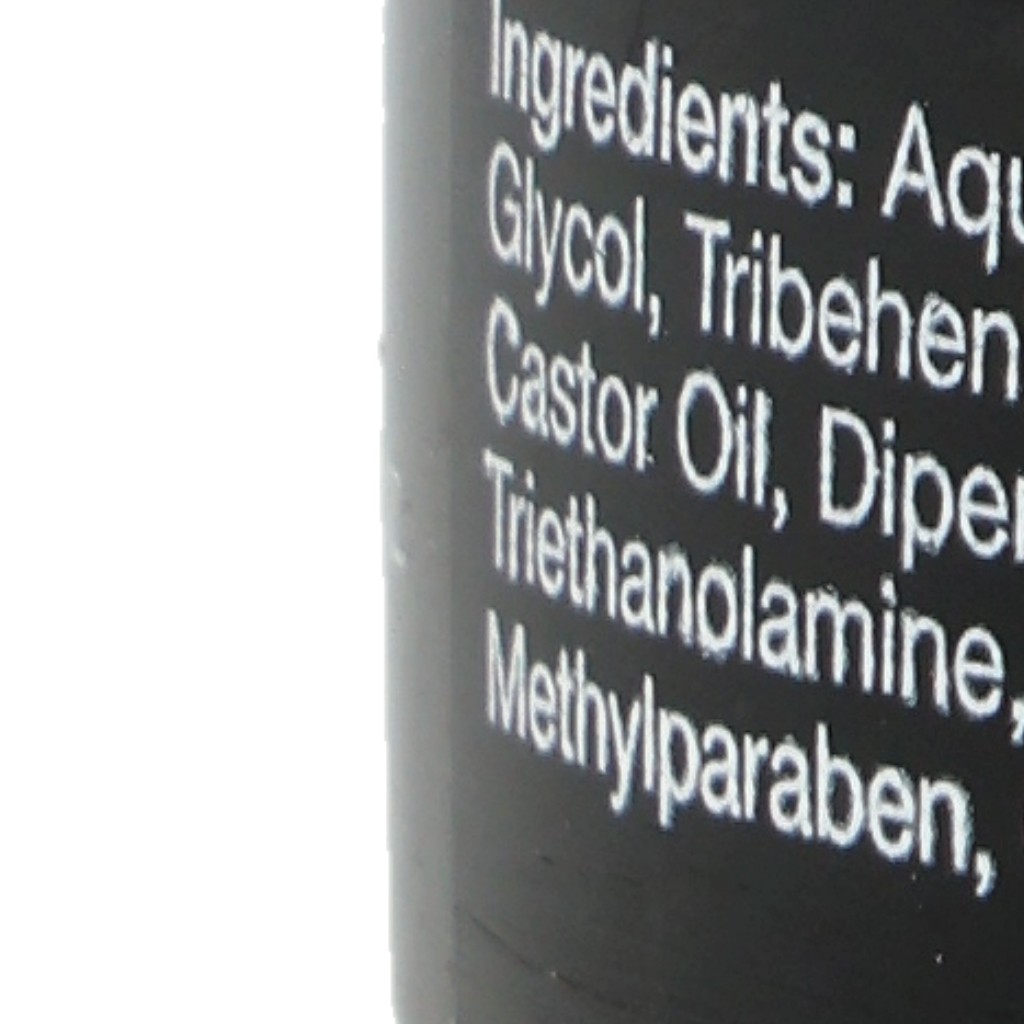 Ingredients: Aqu
Glycol, Tribehen
Castor Oil, Diper
Triethanolamine,
Methylparaben,